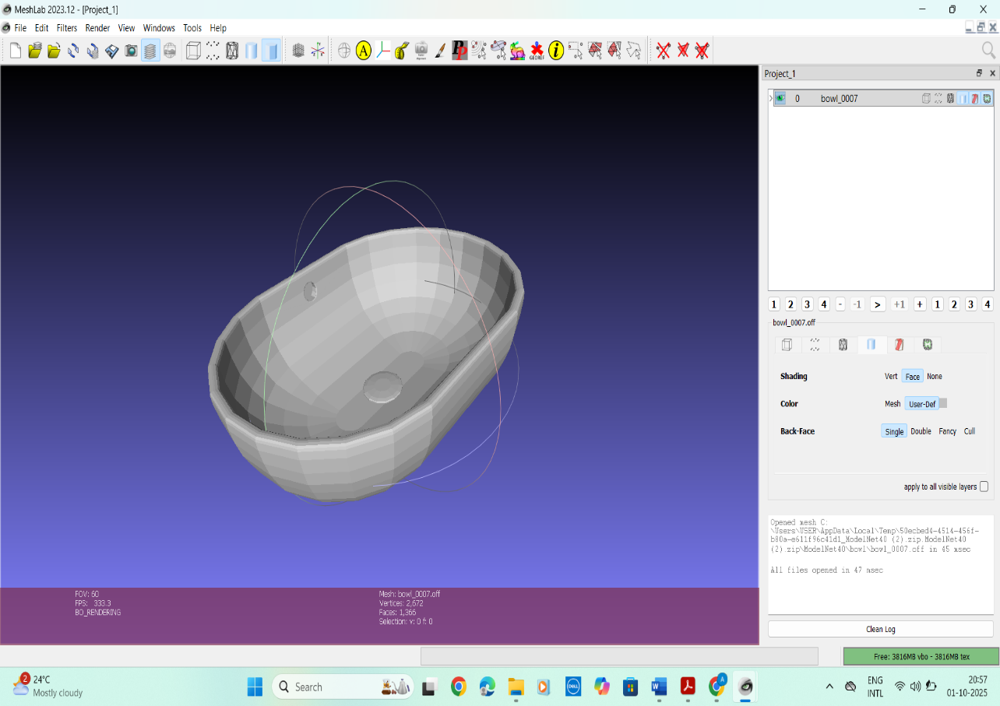 MeshLab 2023.12 - [Project_1]
File Edit Filters Render View Windows Tools Help
A
PP
GEOREF
i
Project_1
0 bowl_0007
1 2 3 4 - -1 > +1 + 1 2 3 4
bowl_0007.off
Shading Vert Face None
Color Mesh User-Def
Back-Face Single Double Fancy Cull
apply to all visible layers
Opened mesh C:
\Users\USER\AppData\Local\Temp\50ecbed4-4514-456f-
b80a-e611f96c41d1_ModelNet40 (2).zip.ModelNet40
(2).zip\ModelNet40\bowl\bowl_0007.off in 45 msec
All files opened in 47 msec
Clean Log
FOV: 60
FPS: 333.3
BO_RENDERING
Mesh: bowl_0007.off
Vertices: 2,672
Faces: 1,366
Selection: v: 0 f: 0
Free: 3816MB vbo - 3816MB tex
2
24°C
Mostly cloudy
Search
DELL
W
A
ENG
INTL
20:57
01-10-2025